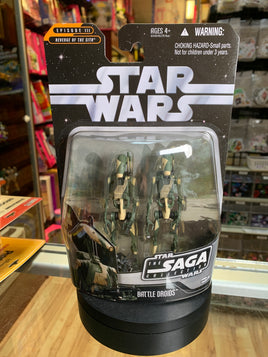 EPISODE III
REVENGE OF THE SITH
AGES 4+
WARNING:
CHOKING HAZARD-Small parts
Not for children under 3 years.
STAR
WARS
STAR
THE SAGA
COLLECTION
WARS
BATTLE DROIDS